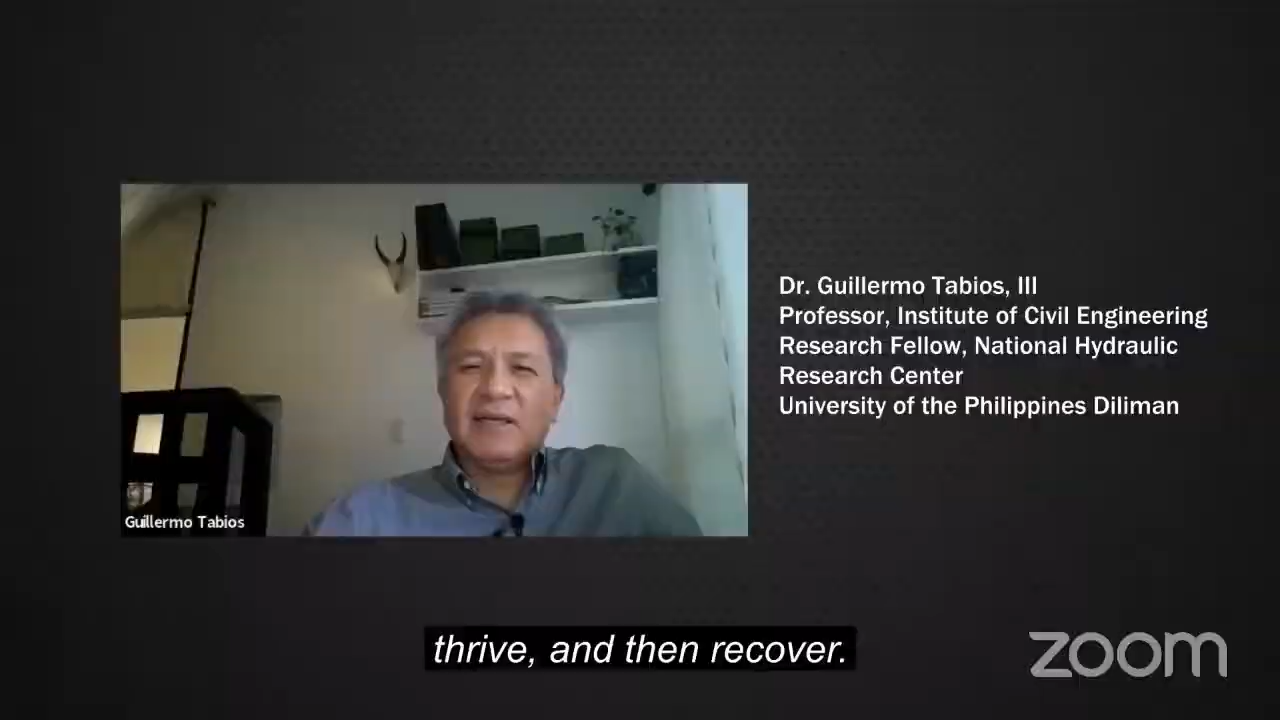 Dr. Guillermo Tabios, III
Professor, Institute of Civil Engineering
Research Fellow, National Hydraulic
Research Center
University of the Philippines Diliman
Guillermo Tabios
thrive, and then recover.
zoom